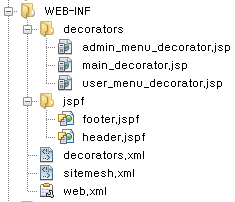 WEB-INF
decorators
admin_menu_decorator.jsp
main_decorator.jsp
user_menu_decorator.jsp
jspf
footer.jspf
header.jspf
decorators.xml
sitemesh.xml
web.xml